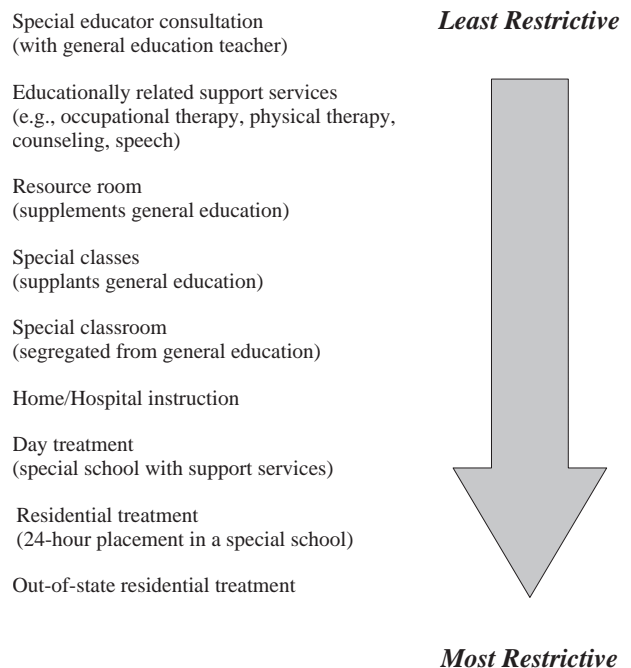 Special educator consultation
(with general education teacher)
Least Restrictive
Educationally related support services
(e.g., occupational therapy, physical therapy,
counseling, speech)
Resource room
(supplements general education)
Special classes
(supplants general education)
Special classroom
(segregated from general education)
Home/Hospital instruction
Day treatment
(special school with support services)
Residential treatment
(24-hour placement in a special school)
Out-of-state residential treatment
Most Restrictive